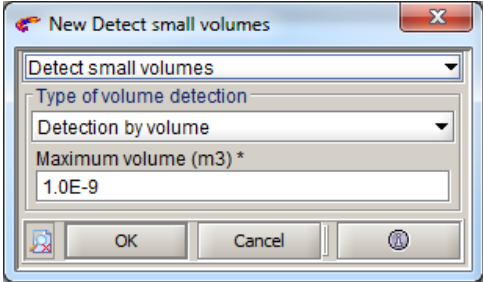 New Detect small volumes
Detect small volumes
Type of volume detection
Detection by volume
Maximum volume (m3) *
1.0E-9
OK Cancel